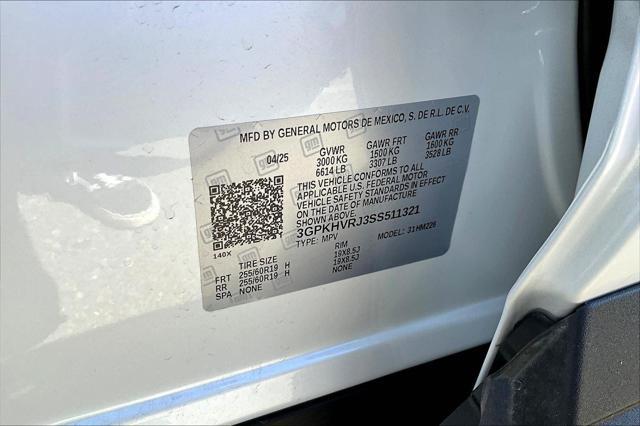 MFD BY GENERAL MOTORS DE MEXICO, S. DE R.L. DE C.V.
04/25 GVWR GAWR FRT GAWR RR
3000 KG 1500 KG 1600 KG
6614 LB 3307 LB 3528 LB
THIS VEHICLE CONFORMS TO ALL
APPLICABLE U.S. FEDERAL MOTOR
VEHICLE SAFETY STANDARDS IN EFFECT
ON THE DATE OF MANUFACTURE
SHOWN ABOVE.
3GPKHVRJ3SS511321
TYPE: MPV MODEL: 31HM226
140X
TIRE SIZE RIM
FRT 255/60R19 H 19X8.5J
RR 255/60R19 H 19X8.5J
SPA NONE NONE